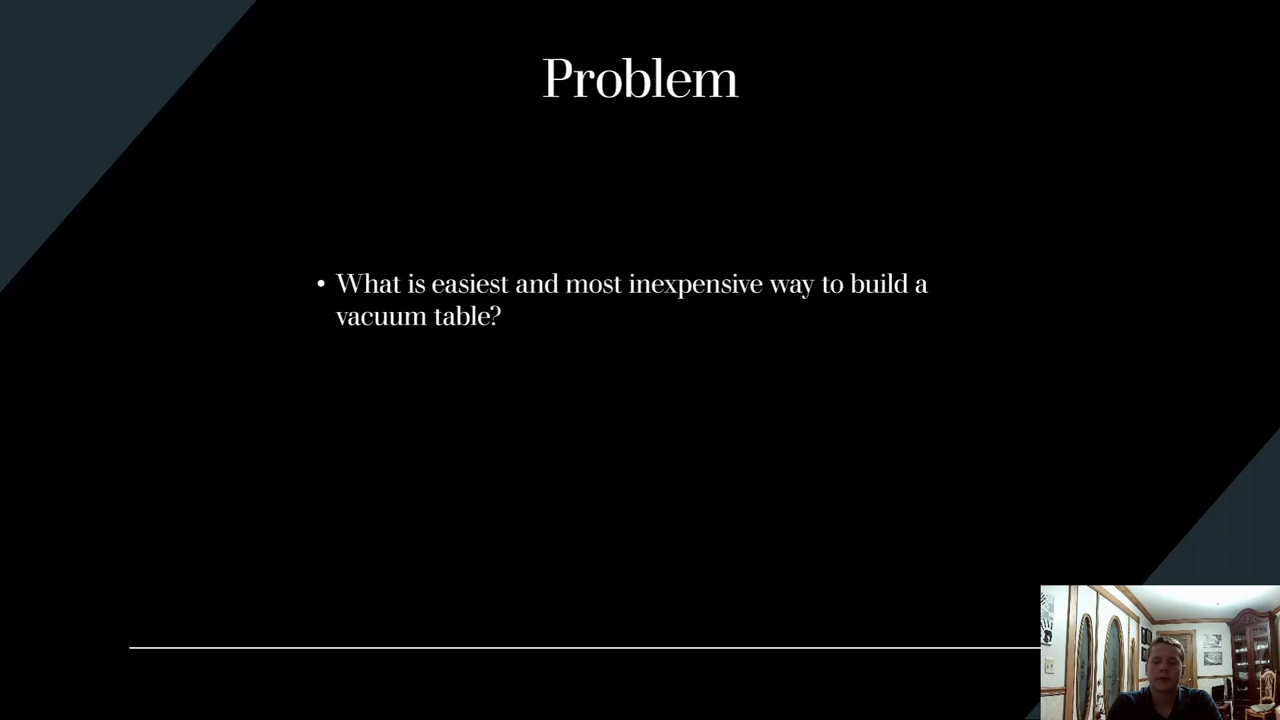 Problem
• What is easiest and most inexpensive way to build a
vacuum table?